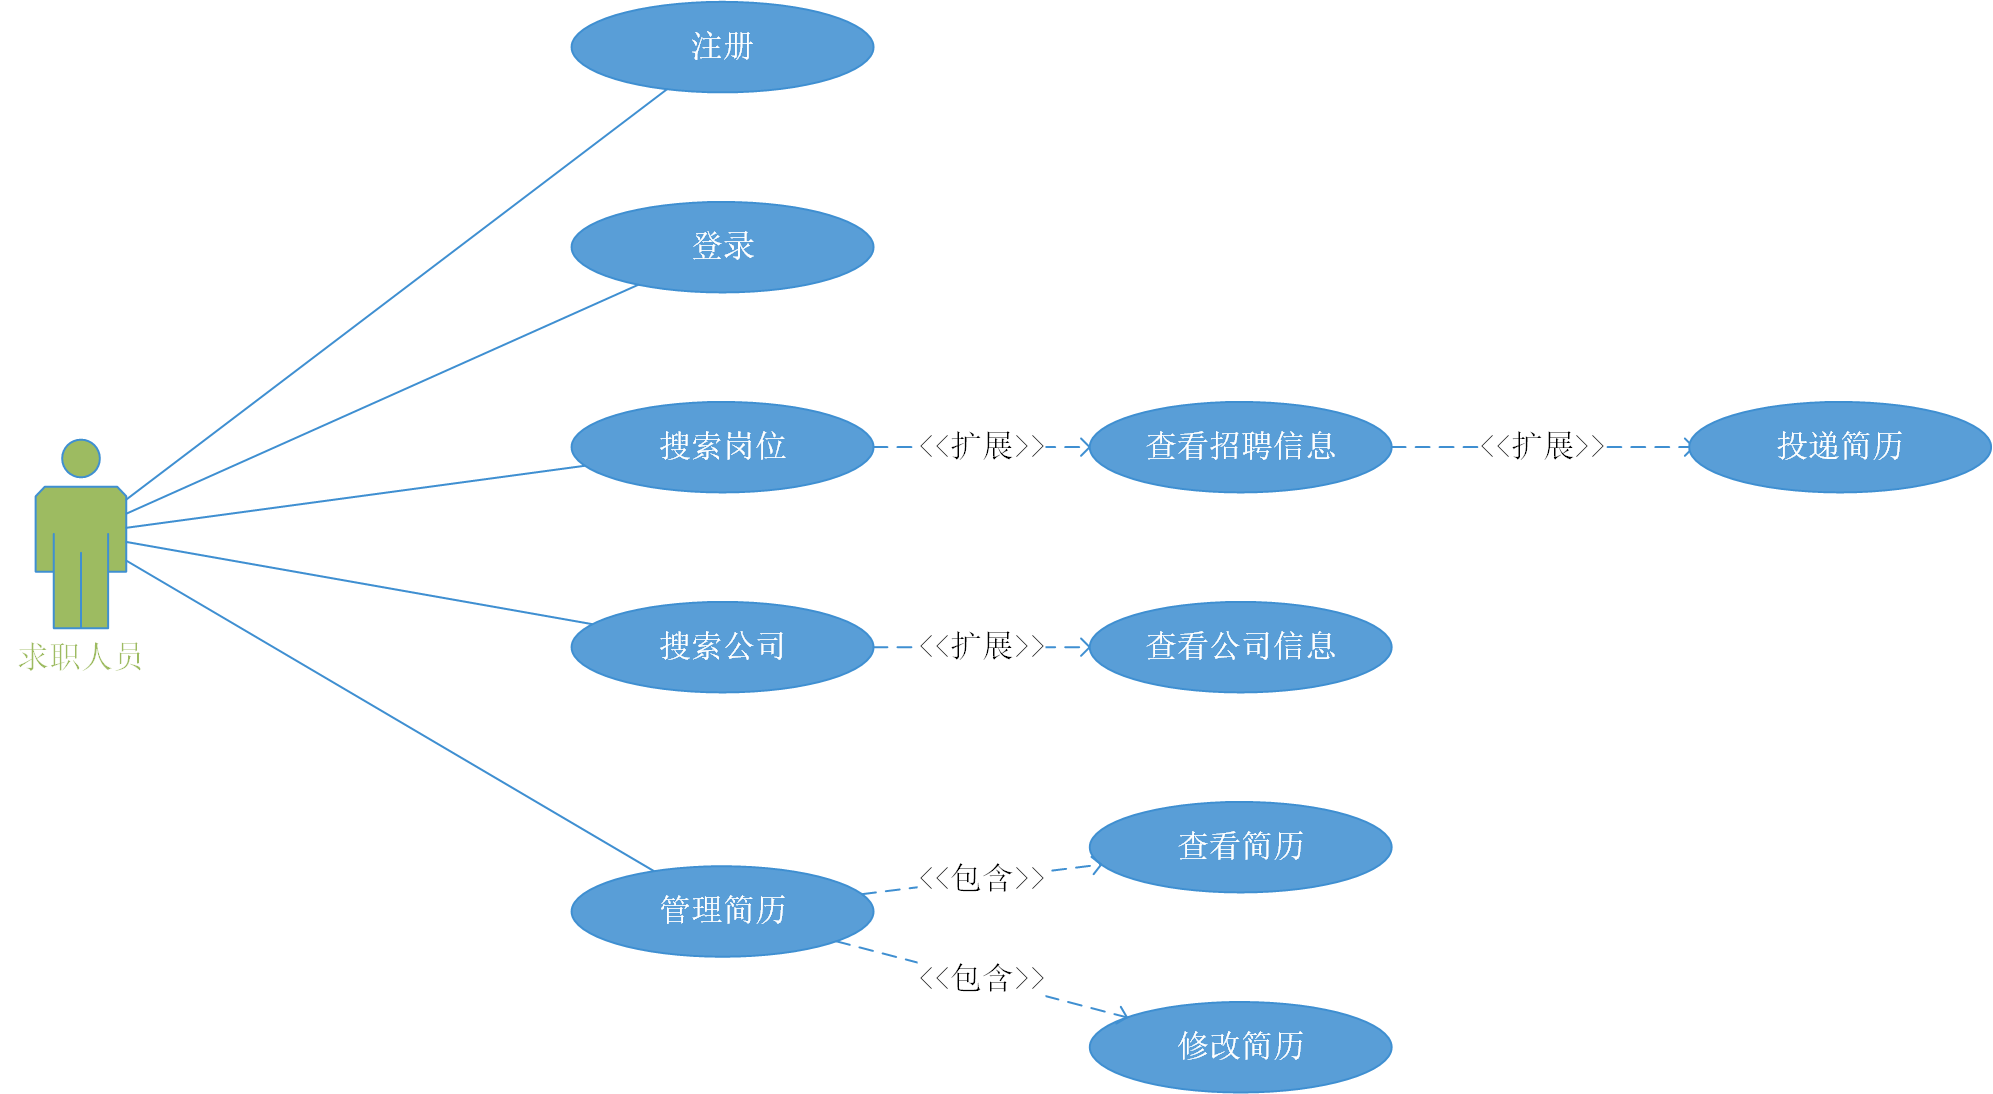 注册
登录
搜索岗位
<<扩展>>
查看招聘信息
<<扩展>>
投递简历
求职人员
搜索公司
<<扩展>>
查看公司信息
管理简历
<<包含>>
查看简历
<<包含>>
修改简历